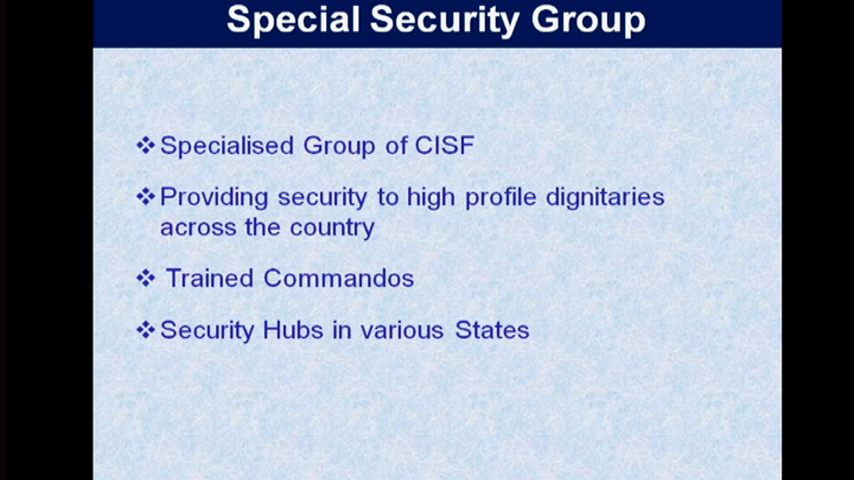 Special Security Group
❖ Specialised Group of CISF
❖ Providing security to high profile dignitaries
across the country
❖ Trained Commandos
❖ Security Hubs in various States